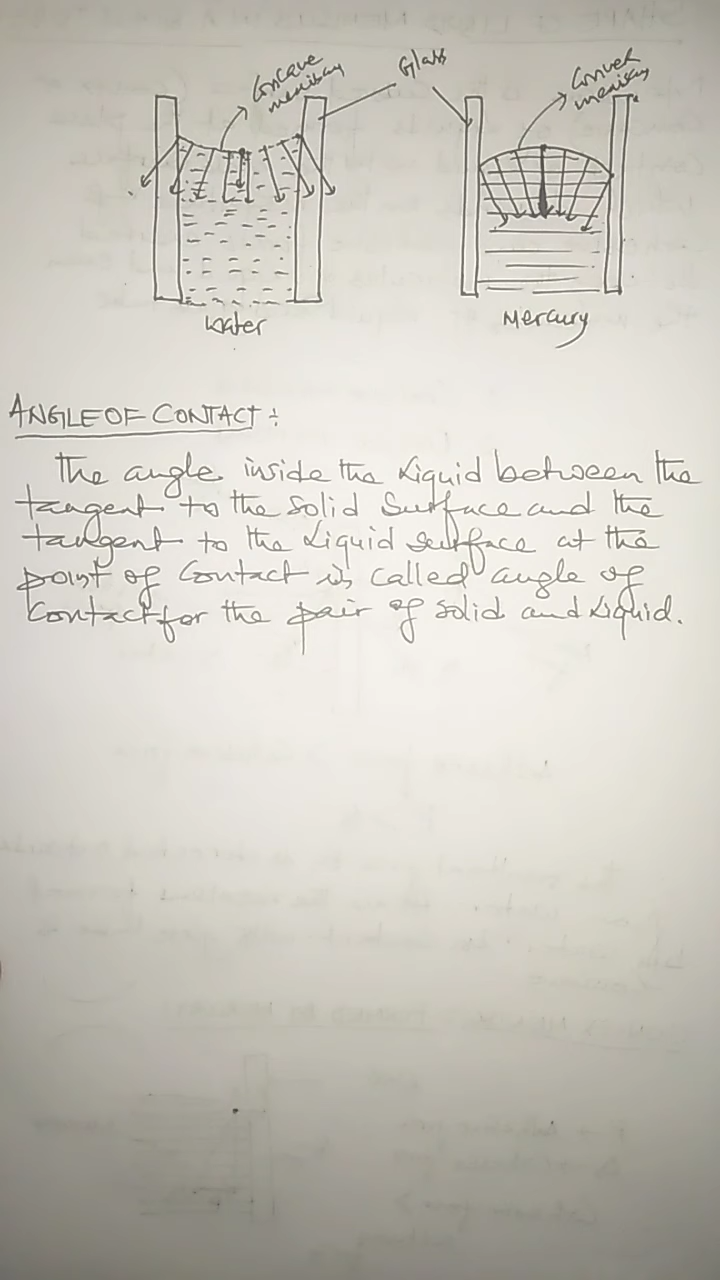 Concave
meniscus
Glass
Convex
meniscus
Water
Mercury
ANGLE OF CONTACT :
The angle inside the liquid between the
tangent to the solid surface and the
tangent to the liquid surface at the
point of contact is called angle of
contact for the pair of solid and liquid.